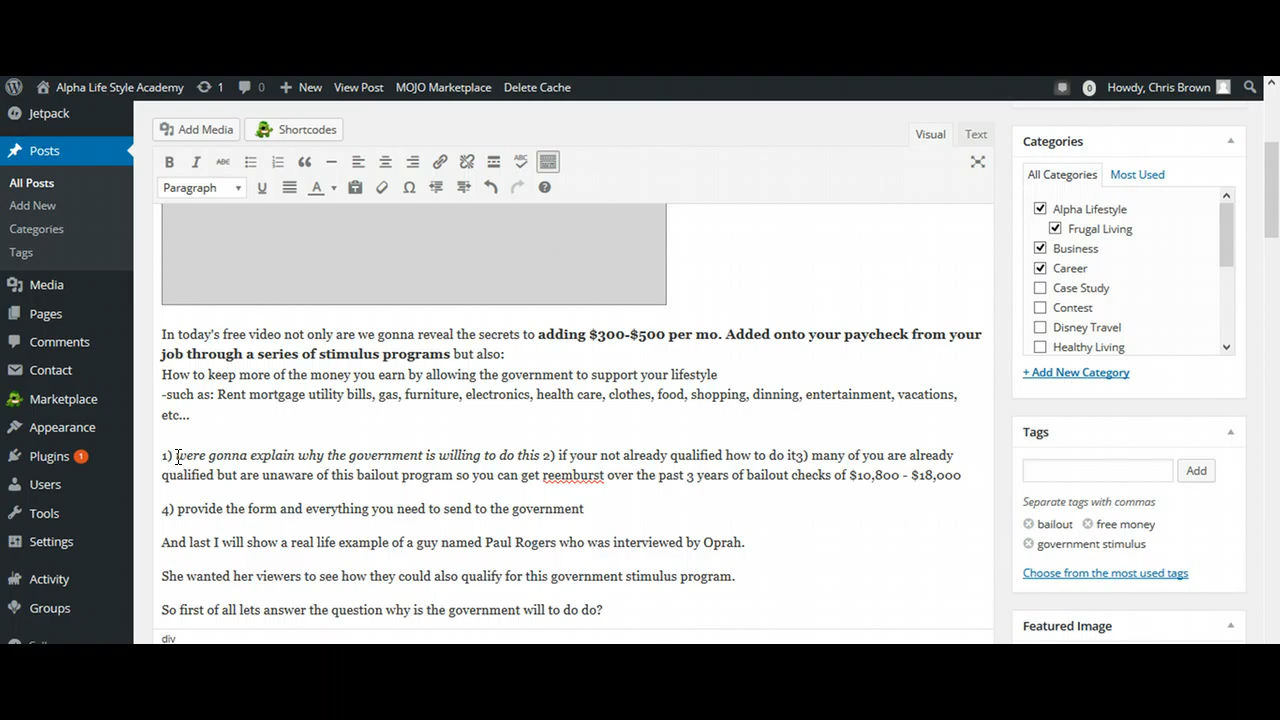 Alpha Life Style Academy 1 0 New View Post MOJO Marketplace Delete Cache 0 Howdy, Chris Brown
Jetpack
Posts
All Posts
Add New
Categories
Tags
Media
Pages
Comments
Contact
Marketplace
Appearance
Plugins 1
Users
Tools
Settings
Activity
Groups
Add Media Shortcodes
Visual Text
B I ABC ABC
Paragraph U A Ω
In today's free video not only are we gonna reveal the secrets to adding $300-$500 per mo. Added onto your paycheck from your
job through a series of stimulus programs but also:
How to keep more of the money you earn by allowing the government to support your lifestyle
-such as: Rent mortgage utility bills, gas, furniture, electronics, health care, clothes, food, shopping, dinning, entertainment, vacations,
etc...
1) were gonna explain why the government is willing to do this 2) if your not already qualified how to do it3) many of you are already
qualified but are unaware of this bailout program so you can get reemburst over the past 3 years of bailout checks of $10,800 - $18,000
4) provide the form and everything you need to send to the government
And last I will show a real life example of a guy named Paul Rogers who was interviewed by Oprah.
She wanted her viewers to see how they could also qualify for this government stimulus program.
So first of all lets answer the question why is the government will to do do?
div
Categories
All Categories Most Used
Alpha Lifestyle
Frugal Living
Business
Career
Case Study
Contest
Disney Travel
Healthy Living
+ Add New Category
Tags
Add
Separate tags with commas
bailout free money
government stimulus
Choose from the most used tags
Featured Image